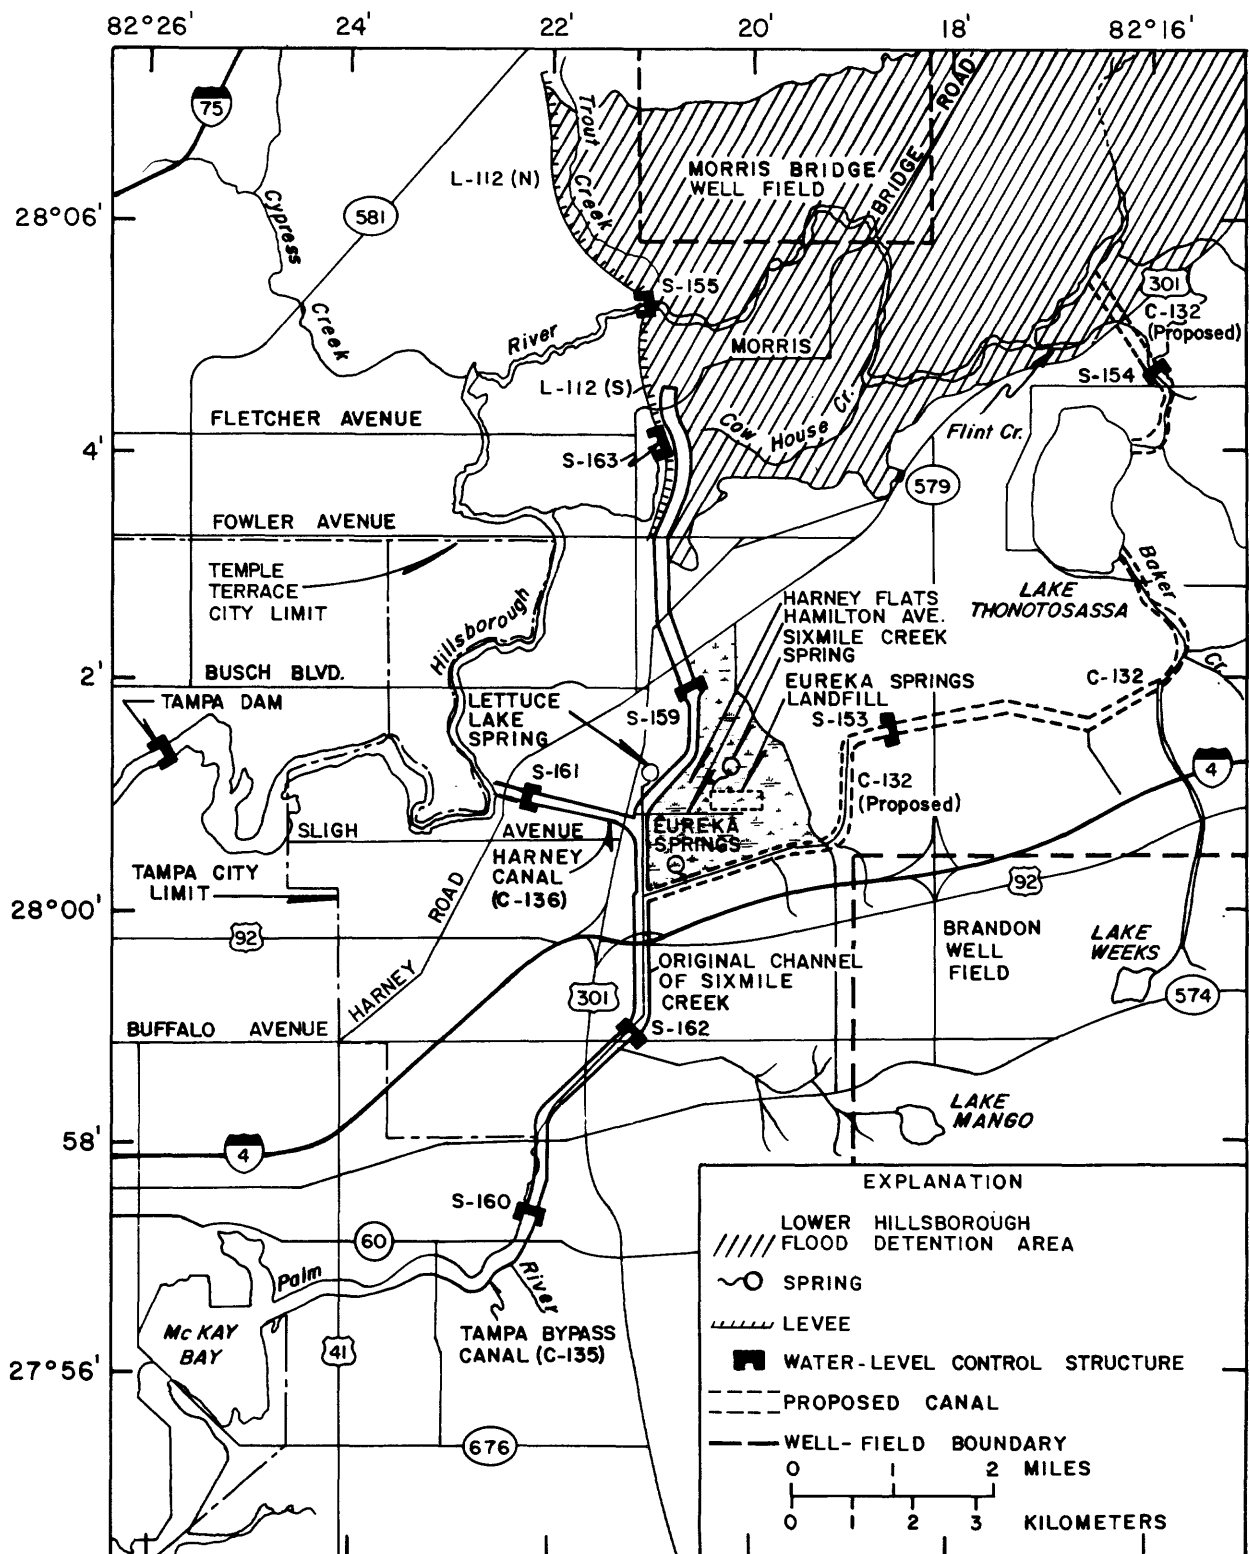 82°26' 24' 22' 20' 18' 82°16'
75
Trout
Creek
BRIDGE ROAD
MORRIS BRIDGE
WELL FIELD
L-112 (N)
28°06'
581
Cypress
Creek
S-155
301
C-132
(Proposed)
River
MORRIS
S-154
L-112 (S)
FLETCHER AVENUE
Cow House Cr.
Flint Cr.
4'
S-163
579
FOWLER AVENUE
TEMPLE
TERRACE
CITY LIMIT
Baker
Cr.
LAKE
THONOTOSASSA
HARNEY FLATS
HAMILTON AVE.
SIXMILE CREEK
SPRING
Hillsborough
2'
BUSCH BLVD.
EUREKA SPRINGS
LANDFILL
C-132
TAMPA DAM
LETTUCE
LAKE
SPRING
S-159
S-153
S-161
4
C-132
(Proposed)
SLIGH AVENUE
EUREKA
SPRINGS
HARNEY
CANAL
(C-136)
TAMPA CITY
LIMIT
92
28°00'
HARNEY ROAD
92
BRANDON
WELL
FIELD
LAKE
WEEKS
ORIGINAL CHANNEL
OF SIXMILE
CREEK
301
574
BUFFALO AVENUE
S-162
LAKE
MANGO
58'
4
S-160
60
Palm River
Mc KAY
BAY
TAMPA BYPASS
CANAL (C-135)
41
27°56'
676
EXPLANATION
LOWER HILLSBOROUGH
FLOOD DETENTION AREA
SPRING
LEVEE
WATER-LEVEL CONTROL STRUCTURE
PROPOSED CANAL
WELL-FIELD BOUNDARY
0 1 2 MILES
0 1 2 3 KILOMETERS